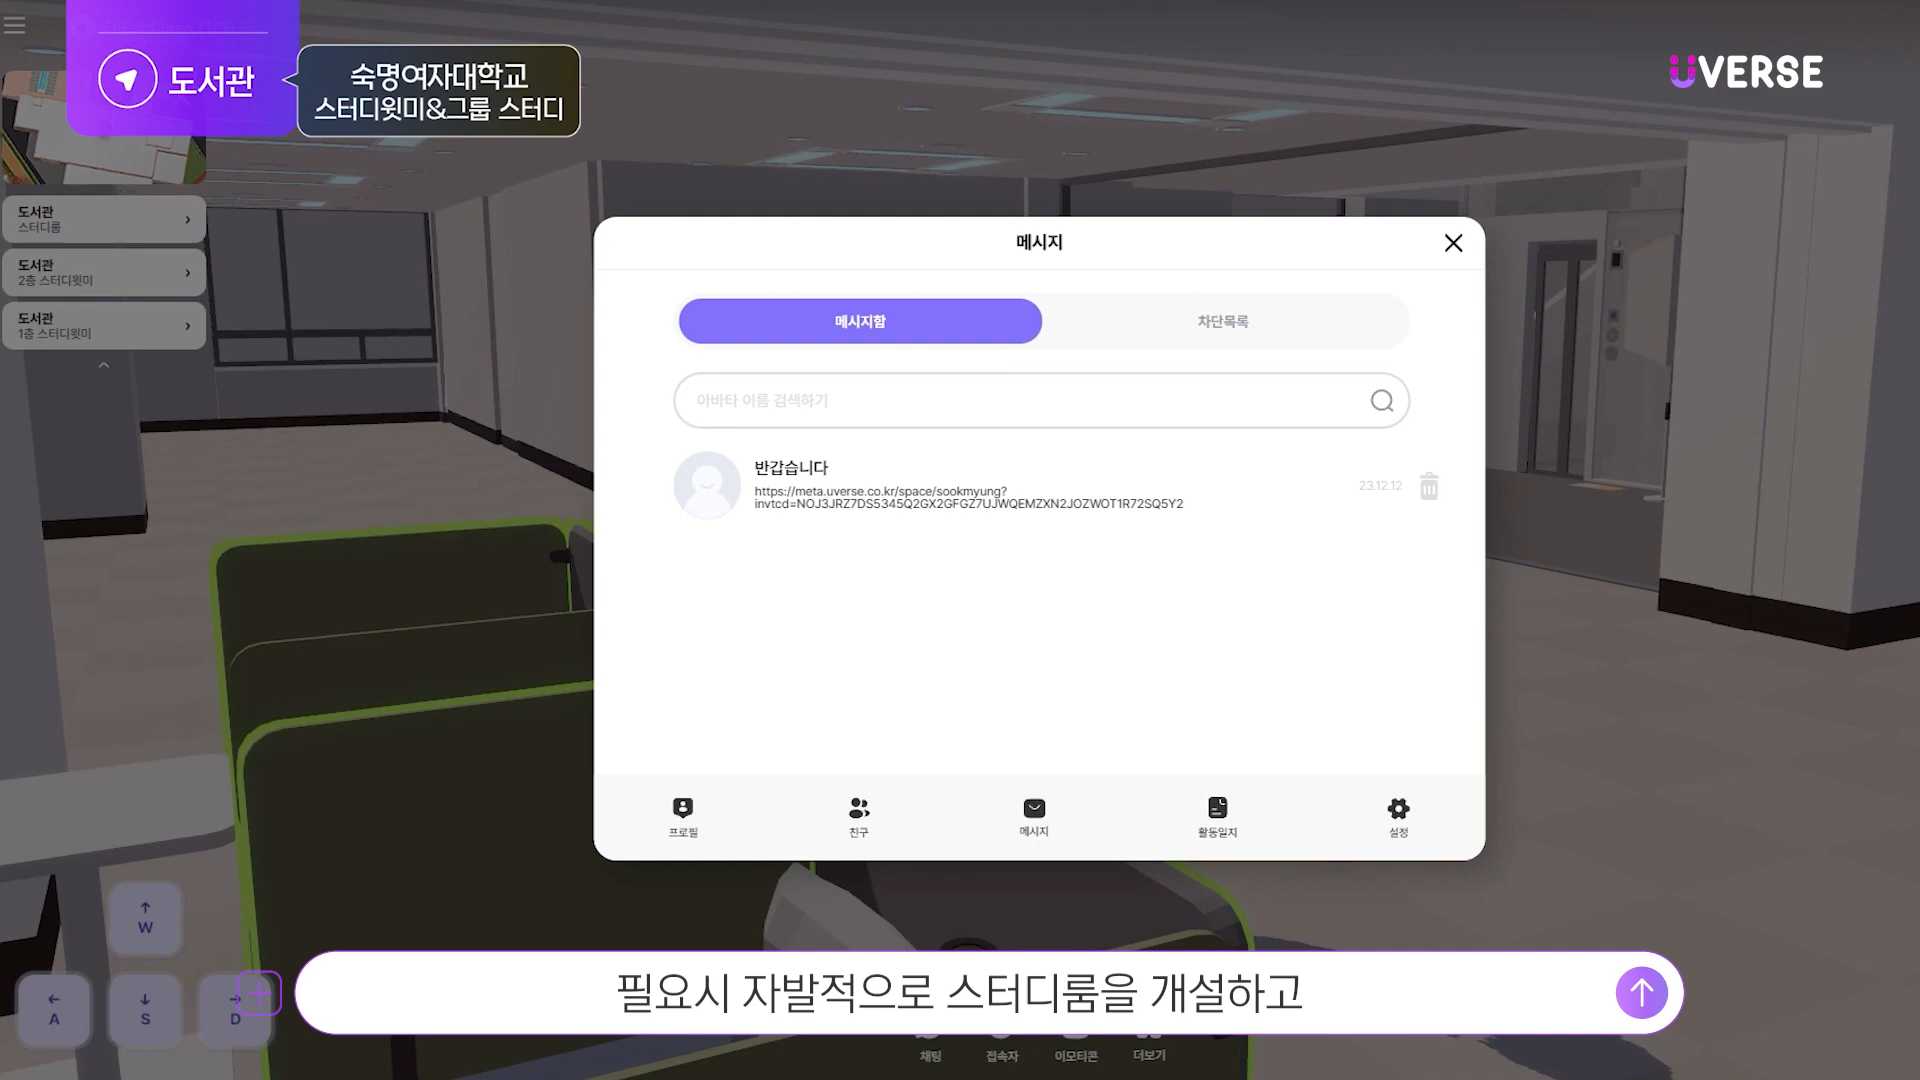 도서관
숙명여자대학교
스터디윗미&그룹 스터디
UVERSE
도서관
스터디룸
도서관
2층 스터디윗미
도서관
1층 스터디윗미
메시지
메시지함
차단목록
아바타 이름 검색하기
반갑습니다
https://meta.uverse.co.kr/space/sookmyung?
invtcd=NOJ3JRZ7DS5345Q2GX2GFGZ7UJWQEMZXN2JOZWOT1R72SQ5Y2
23.12.12
프로필
친구
메시지
활동일지
설정
W
A
S
D
필요시 자발적으로 스터디룸을 개설하고
채팅
접속자
이모티콘
더보기